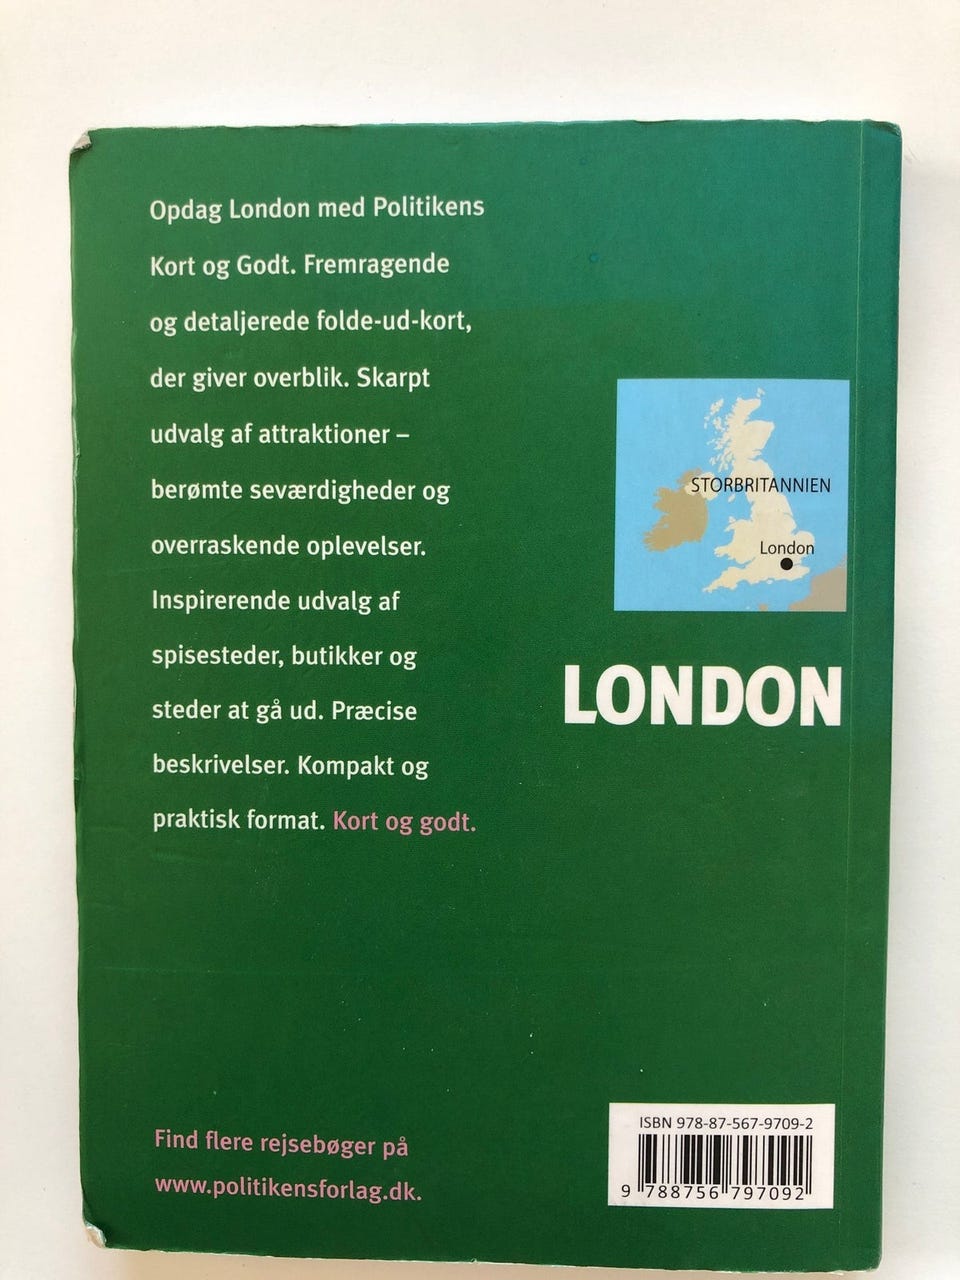 Opdag London med Politikens
Kort og Godt. Fremragende
og detaljerede folde-ud-kort,
der giver overblik. Skarpt
udvalg af attraktioner –
berømte seværdigheder og
overraskende oplevelser.
Inspirerende udvalg af
spisesteder, butikker og
steder at gå ud. Præcise
beskrivelser. Kompakt og
praktisk format. Kort og godt.
STORBRITANNIEN
London
LONDON
Find flere rejsebøger på
www.politikensforlag.dk.
ISBN 978-87-567-9709-2
9 788756 797092